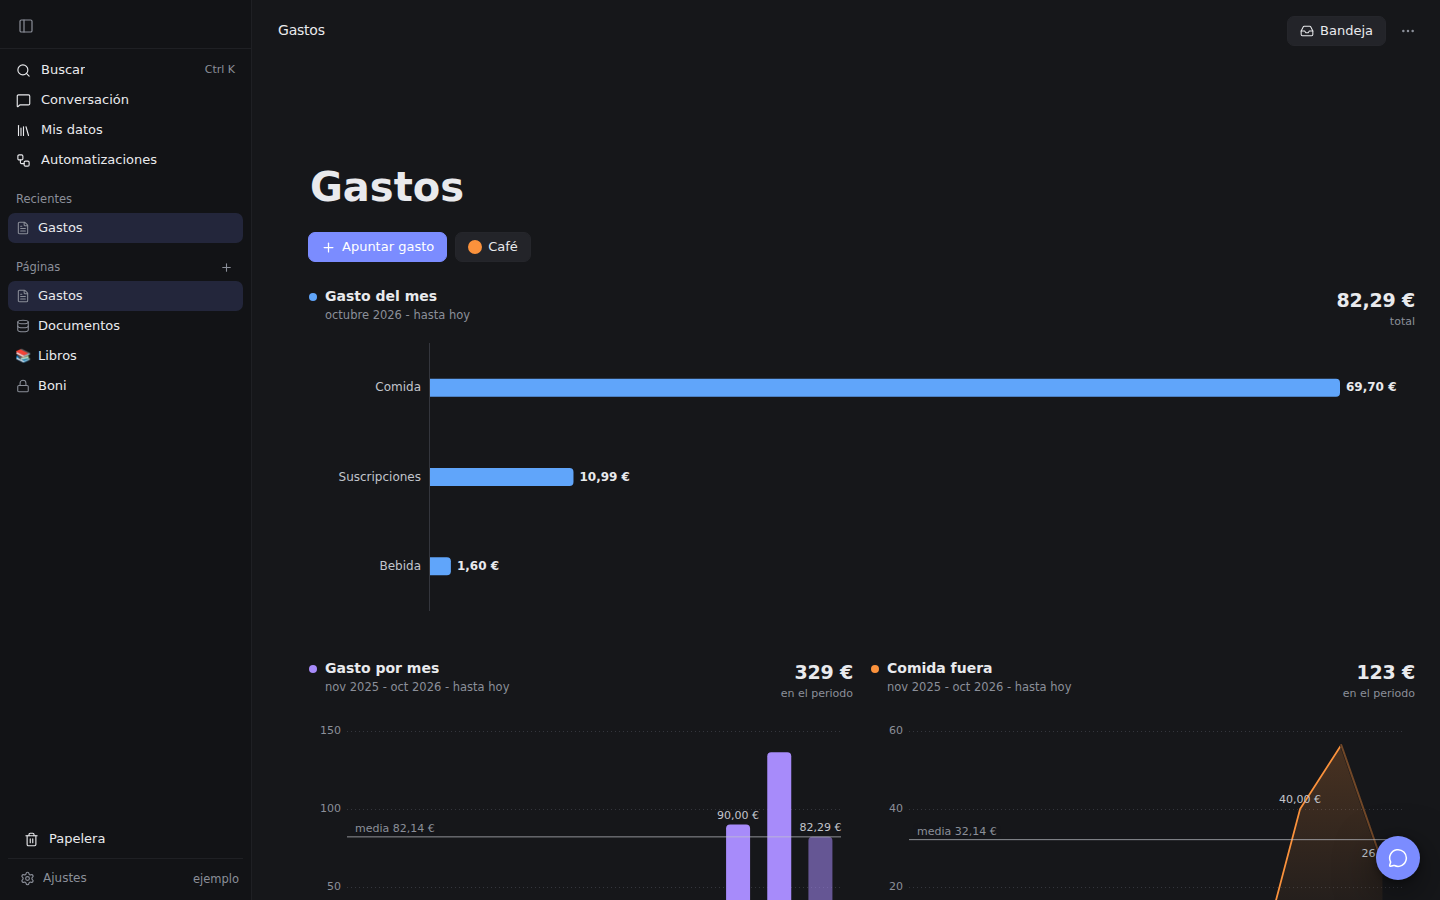 Gastos
Bandeja
Buscar
Ctrl K
Conversación
Mis datos
Automatizaciones
Recientes
Gastos
Páginas
Gastos
Documentos
Libros
Boni
Papelera
Ajustes
ejemplo
Gastos
Apuntar gasto
Café
Gasto del mes
octubre 2026 - hasta hoy
82,29 €
total
Comida
69,70 €
Suscripciones
10,99 €
Bebida
1,60 €
Gasto por mes
nov 2025 - oct 2026 - hasta hoy
329 €
en el periodo
150
100
90,00 €
82,29 €
media 82,14 €
50
Comida fuera
nov 2025 - oct 2026 - hasta hoy
123 €
en el periodo
60
40
40,00 €
media 32,14 €
26
20